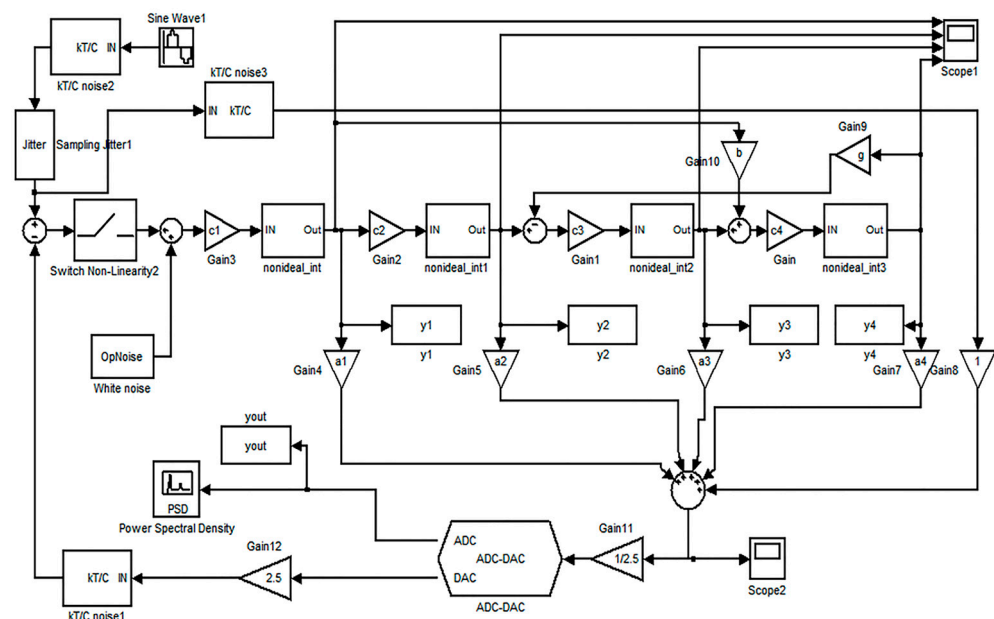 Sine Wave1
kT/C IN
kT/C noise2
kT/C noise3
IN kT/C
Scope1
Jitter
Sampling Jitter1
Gain9
g
b
Gain10
c1
Gain3
IN Out
nonideal_int
c2
Gain2
IN Out
nonideal_int1
c3
Gain1
IN Out
nonideal_int2
c4
Gain
IN Out
nonideal_int3
Switch Non-Linearity2
OpNoise
White noise
y1
y1
y2
y2
y3
y3
y4
y4
a1
Gain4
a2
Gain5
a3
Gain6
a4
Gain7
1
Gain8
yout
yout
PSD
Power Spectral Density
ADC
ADC-DAC
DAC
ADC-DAC
Gain11
1/2.5
Scope2
Gain12
2.5
kT/C IN
kT/C noise1